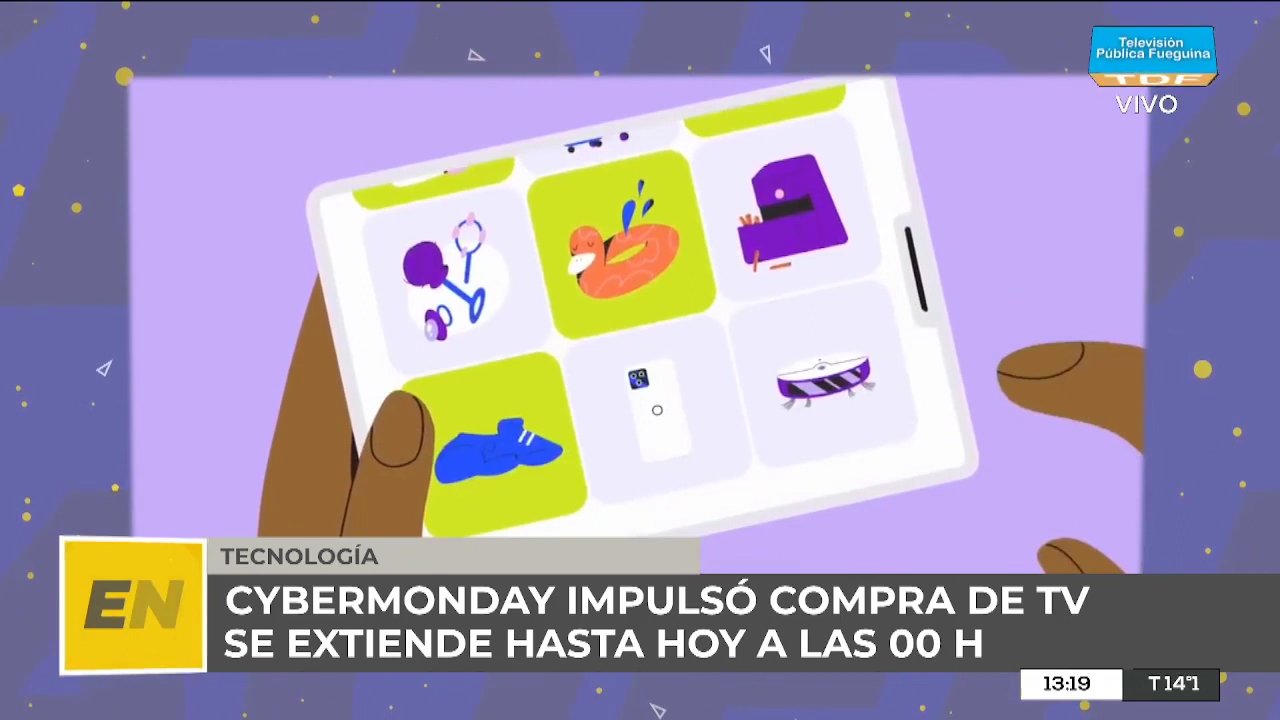 Televisión
Pública Fueguina
TDF
VIVO
TECNOLOGÍA
EN
CYBERMONDAY IMPULSÓ COMPRA DE TV
SE EXTIENDE HASTA HOY A LAS 00 H
13:19 T 14°1